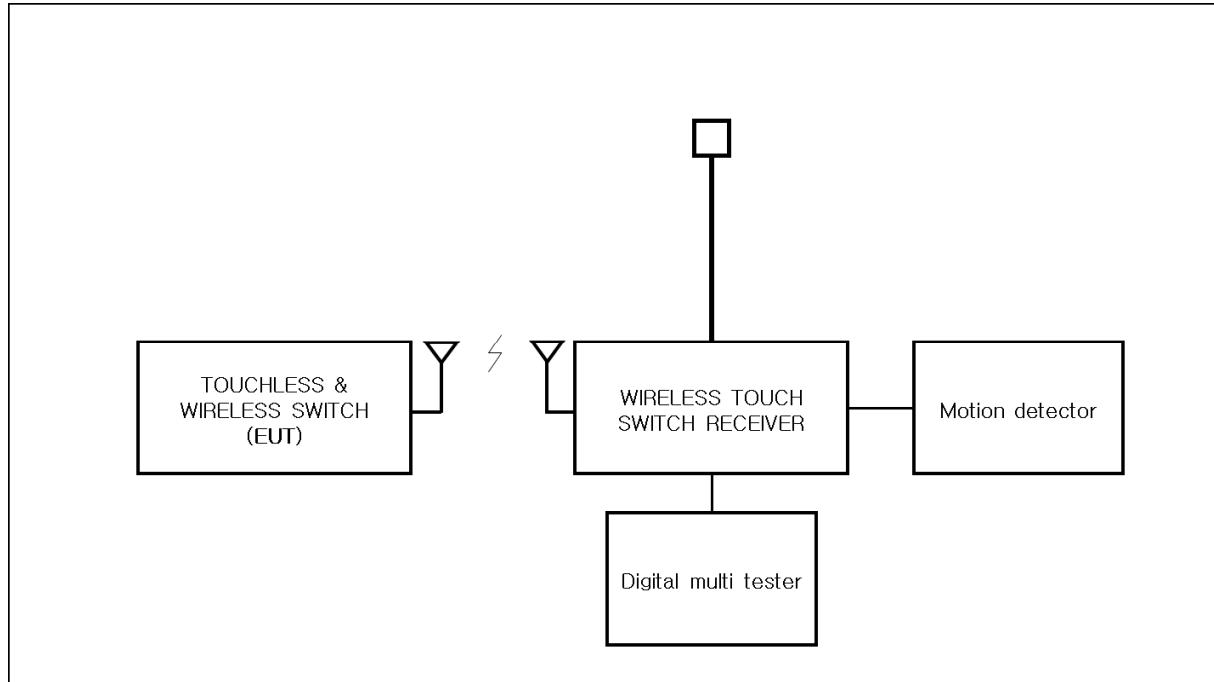 TOUCHLESS &
WIRELESS SWITCH
(EUT)
WIRELESS TOUCH
SWITCH RECEIVER
Motion detector
Digital multi tester